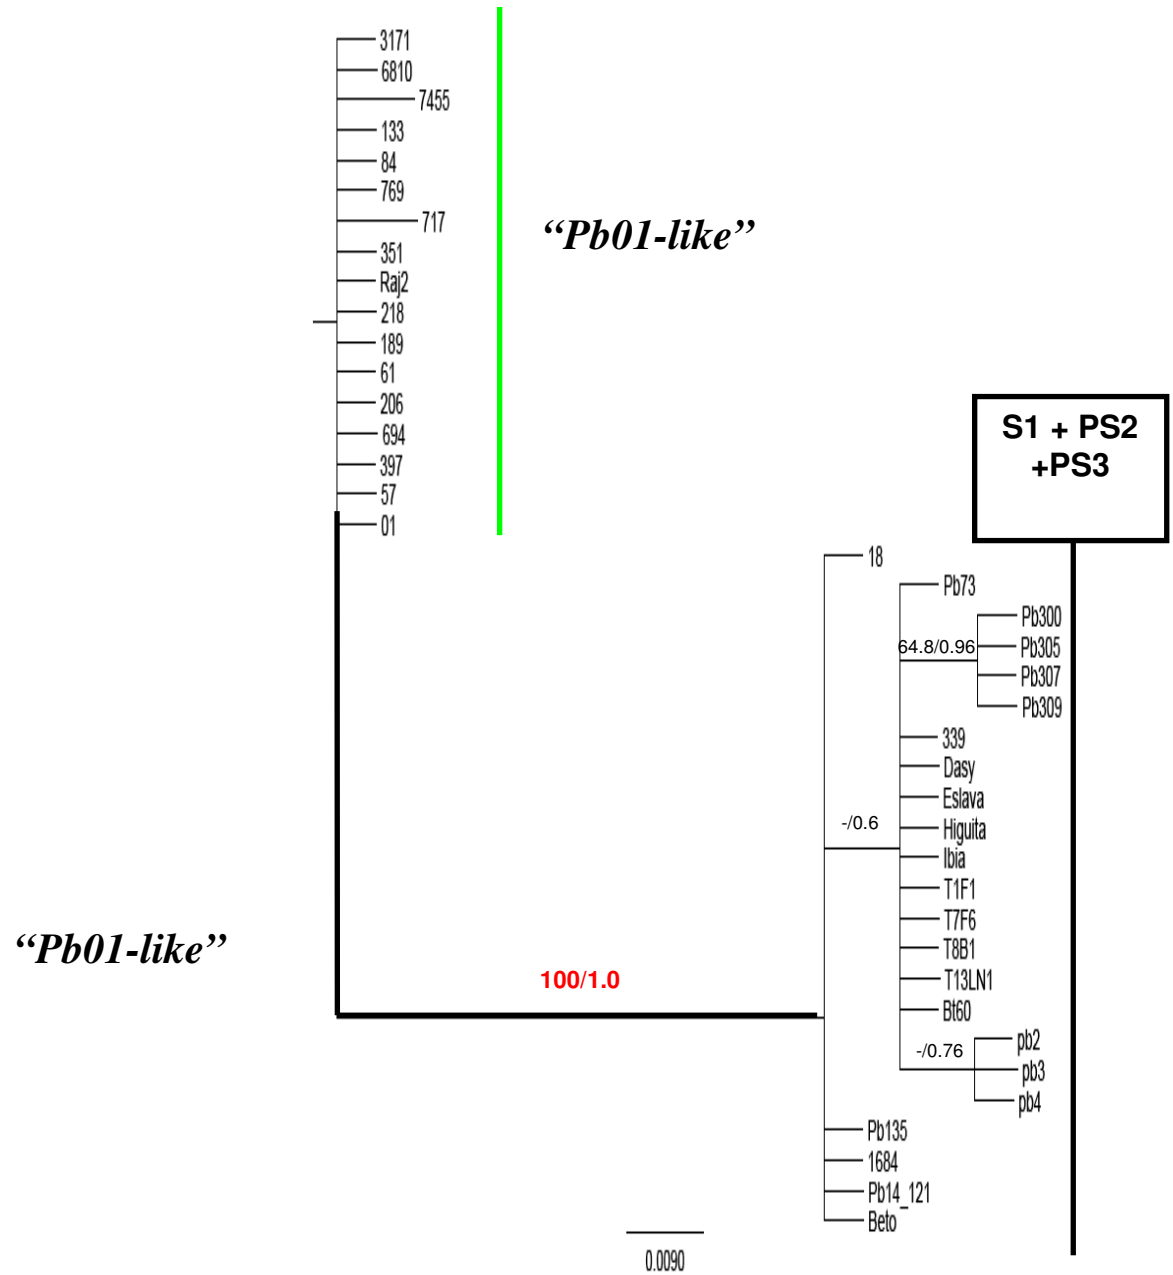 3171
6810
7455
133
84
769
717
“Pb01-like”
351
Raj2
218
189
61
206
694
397
57
01
S1 + PS2
+PS3
18
Pb73
Pb300
64.8/0.96
Pb305
Pb307
Pb309
339
Dasy
Eslava
-/0.6
Higuita
Ibia
T1F1
T7F6
T8B1
“Pb01-like”
T13LN1
100/1.0
Bt60
pb2
-/0.76
pb3
pb4
Pb135
1684
Pb14_121
Beto
0.0090